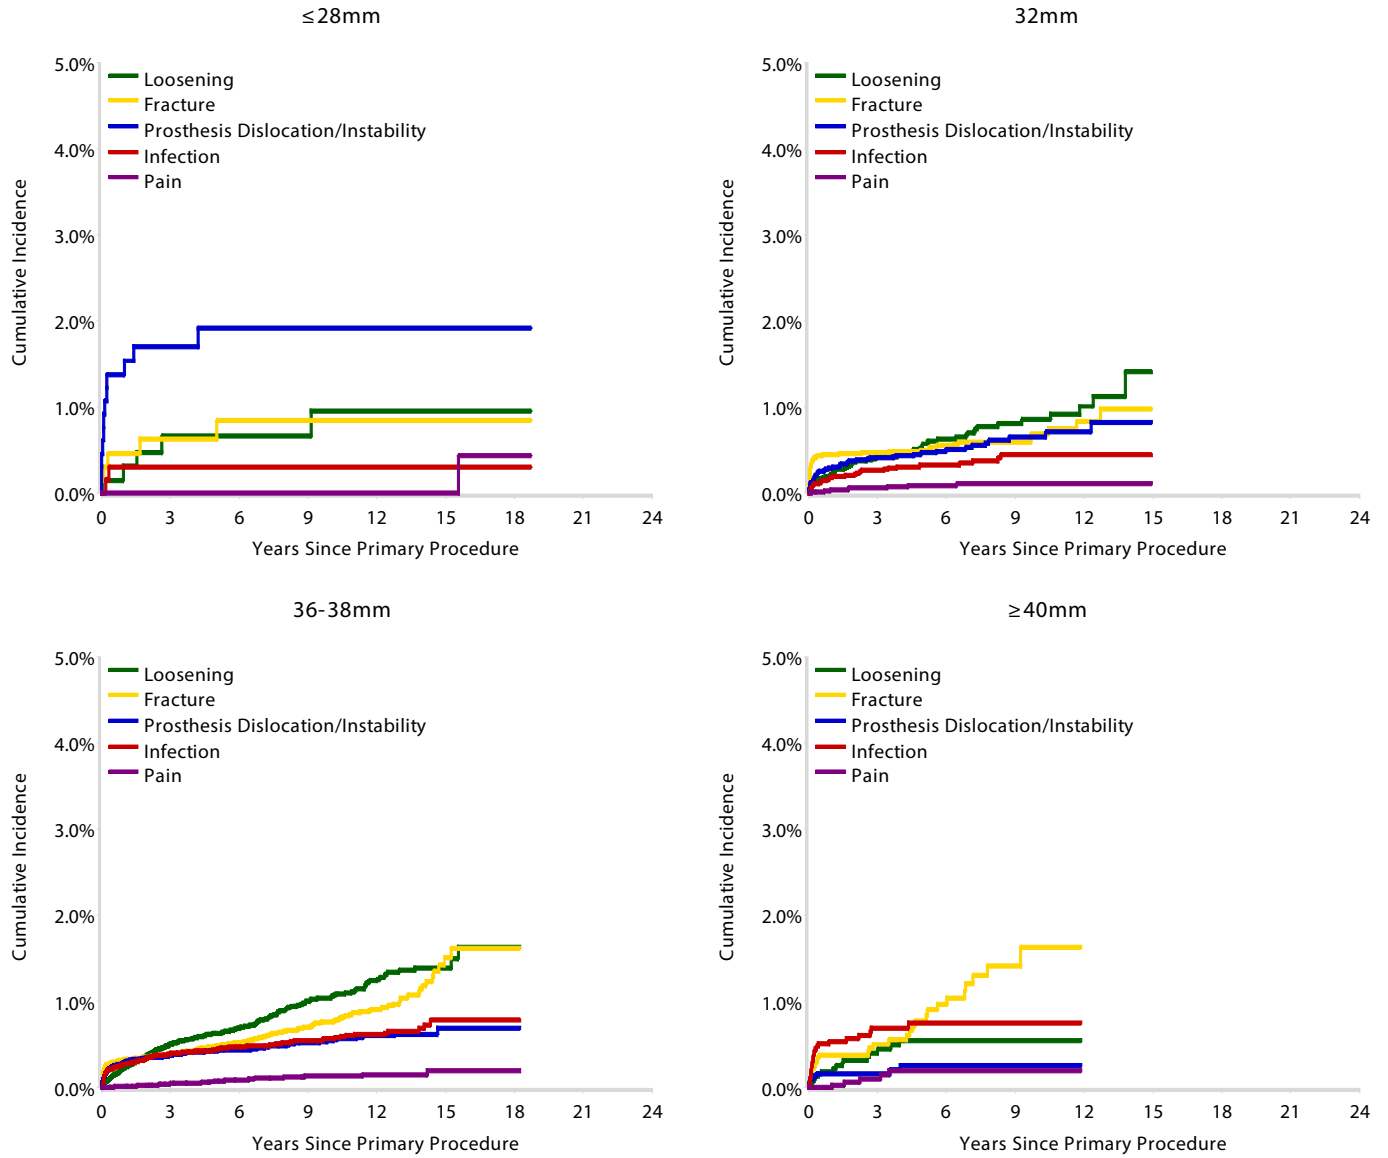 ≤28mm
5.0%
4.0%
3.0%
2.0%
1.0%
0.0%
Cumulative Incidence
Loosening
Fracture
Prosthesis Dislocation/Instability
Infection
Pain
0 3 6 9 12 15 18 21 24
Years Since Primary Procedure
32mm
5.0%
4.0%
3.0%
2.0%
1.0%
0.0%
Cumulative Incidence
Loosening
Fracture
Prosthesis Dislocation/Instability
Infection
Pain
0 3 6 9 12 15 18 21 24
Years Since Primary Procedure
36-38mm
5.0%
4.0%
3.0%
2.0%
1.0%
0.0%
Cumulative Incidence
Loosening
Fracture
Prosthesis Dislocation/Instability
Infection
Pain
0 3 6 9 12 15 18 21 24
Years Since Primary Procedure
≥40mm
5.0%
4.0%
3.0%
2.0%
1.0%
0.0%
Cumulative Incidence
Loosening
Fracture
Prosthesis Dislocation/Instability
Infection
Pain
0 3 6 9 12 15 18 21 24
Years Since Primary Procedure